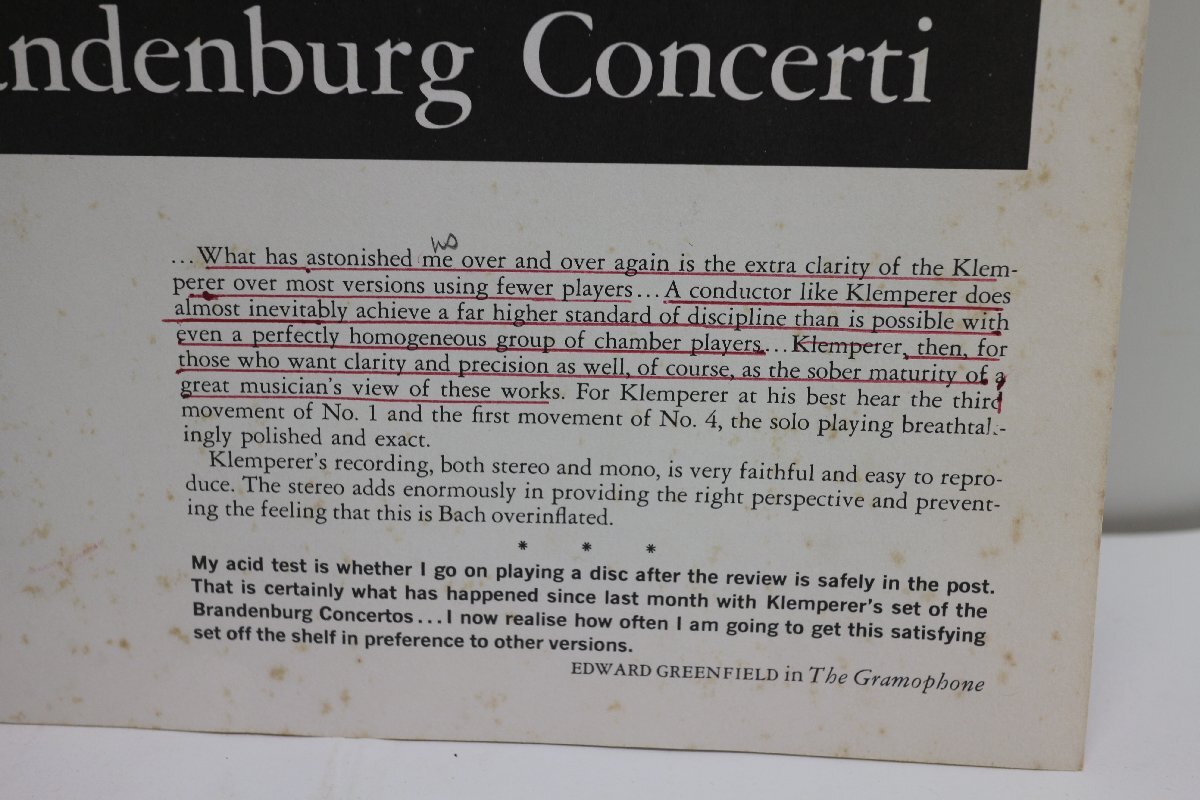 ndenburg Concerti
us
...What has astonished me over and over again is the extra clarity of the Klem-
perer over most versions using fewer players...A conductor like Klemperer does
almost inevitably achieve a far higher standard of discipline than is possible with
even a perfectly homogeneous group of chamber players...Klemperer, then, for
those who want clarity and precision as well, of course, as the sober maturity of a
great musician's view of these works. For Klemperer at his best hear the third
movement of No. 1 and the first movement of No. 4, the solo playing breathtak-
ingly polished and exact.
Klemperer's recording, both stereo and mono, is very faithful and easy to repro-
duce. The stereo adds enormously in providing the right perspective and prevent-
ing the feeling that this is Bach overinflated.
* * *
My acid test is whether I go on playing a disc after the review is safely in the post.
That is certainly what has happened since last month with Klemperer's set of the
Brandenburg Concertos...I now realise how often I am going to get this satisfying
set off the shelf in preference to other versions.
EDWARD GREENFIELD in The Gramophone